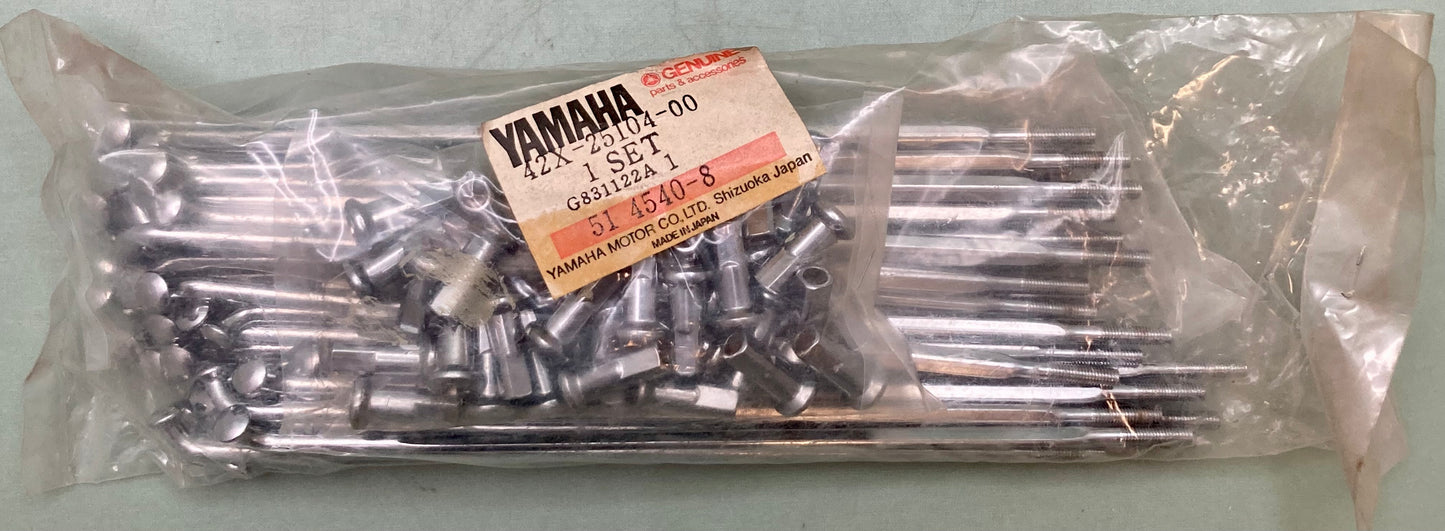 GENUINE
parts & accessories
YAMAHA
42X-25104-00
1 SET
G831122A 1
51 4540-8
YAMAHA MOTOR CO.,LTD. Shizuoka Japan
MADE IN JAPAN